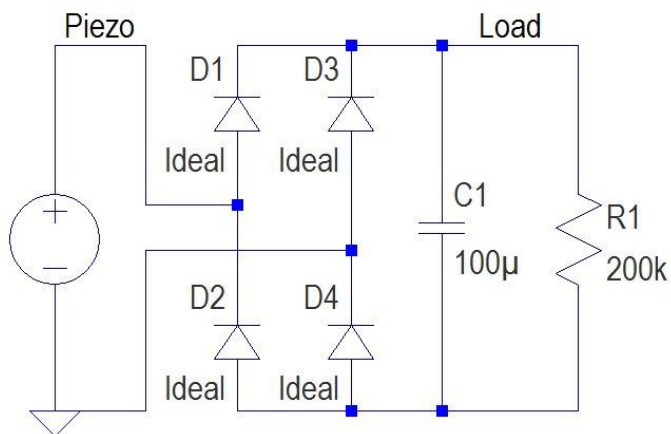 Piezo
Load
D1
D3
Ideal
Ideal
C1
100µ
R1
200k
D2
D4
Ideal
Ideal